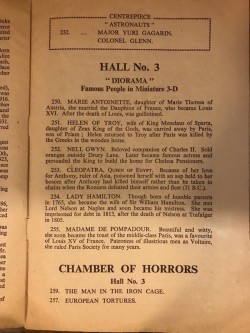 CENTREPIECE
"ASTRONAUTS"
232. ... MAJOR YURI GAGARIN.
COLONEL GLENN.
HALL No. 3
"DIORAMA"
Famous People in Miniature 3-D
250. MARIE ANTOINETTE, daughter of Maria Theresa of
Austria, she married the Dauphin of France, who became Louis
XVI. After the death of Louis, was guillotined.
251. HELEN OF TROY, wife of King Menelaus of Sparta,
daughter of Zeus King of the Gods, was carried away by Paris,
son of Priam; Helen returned to Troy after Paris was killed by
the Greeks in the wooden horse.
252. NELL GWYN. Beloved companion of Charles II. Sold
oranges outside Drury Lane. Later became famous actress and
persuaded the King to build the home for Chelsea Pensioners.
253. CLEOPATRA, QUEEN OF EGYPT. Because of her love
for Anthony, ruler of Asia, poisoned herself with an asp held to her
bosom after Anthony had killed himself rather than be taken in
chains when the Romans defeated their armies and fleet (31 B.C.).
254. LADY HAMILTON. Though born of humble parents
in 1765, she became the wife of Sir William Hamilton. She met
Lord Nelson at Naples and soon became his mistress. She was
imprisoned for debt in 1813, after the death of Nelson at Trafalgar
in 1805.
255. MADAME DE POMPADOUR. Beautiful and witty,
she soon became the toast of the middle-class Paris, was a favourite
of Louis XV of France. Patroness of illustrious men as Voltaire,
she ruled Paris Society for many years.
CHAMBER OF HORRORS
Hall No. 3
256. THE MAN IN THE IRON CAGE.
257. EUROPEAN TORTURES.